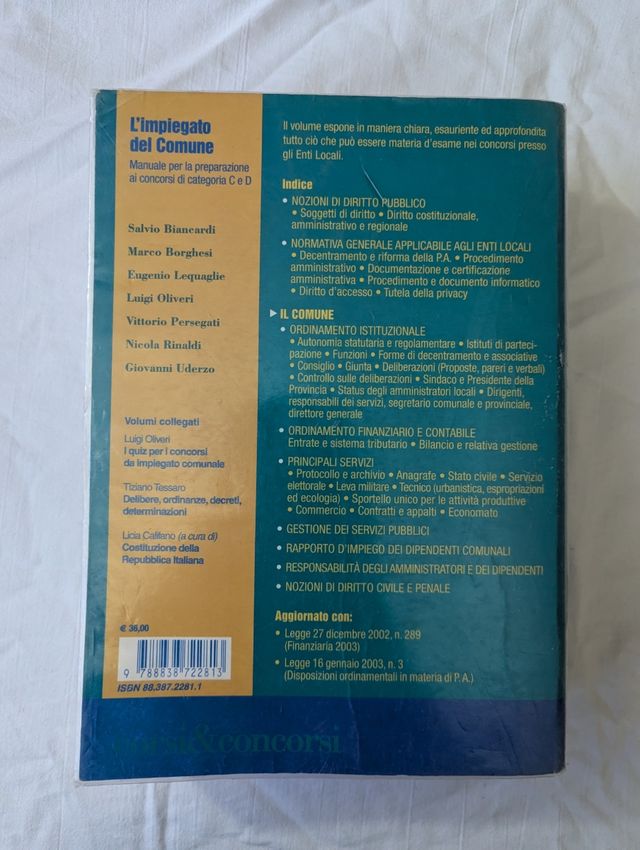 L'impiegato
del Comune
Manuale per la preparazione
ai concorsi di categoria C e D
Salvio Biancardi
Marco Borghesi
Eugenio Lequaglie
Luigi Oliveri
Vittorio Persegati
Nicola Rinaldi
Giovanni Uderzo
Volumi collegati
Luigi Oliveri
I quiz per i concorsi
da impiegato comunale
Tiziano Tessaro
Delibere, ordinanze, decreti,
determinazioni
Licia Califano (a cura di)
Costituzione della
Repubblica Italiana
€ 36,00
9 788838 722813
ISBN 88.387.2281.1
Il volume espone in maniera chiara, esauriente ed approfondita
tutto ciò che può essere materia d'esame nei concorsi presso
gli Enti Locali.
Indice
• NOZIONI DI DIRITTO PUBBLICO
• Soggetti di diritto • Diritto costituzionale,
amministrativo e regionale
• NORMATIVA GENERALE APPLICABILE AGLI ENTI LOCALI
• Decentramento e riforma della P.A. • Procedimento
amministrativo • Documentazione e certificazione
amministrativa • Procedimento e documento informatico
• Diritto d'accesso • Tutela della privacy
▶ IL COMUNE
• ORDINAMENTO ISTITUZIONALE
• Autonomia statutaria e regolamentare • Istituti di parteci-
pazione • Funzioni • Forme di decentramento e associative
• Consiglio • Giunta • Deliberazioni (Proposte, pareri e verbali)
• Controllo sulle deliberazioni • Sindaco e Presidente della
Provincia • Status degli amministratori locali • Dirigenti,
responsabili dei servizi, segretario comunale e provinciale,
direttore generale
• ORDINAMENTO FINANZIARIO E CONTABILE
Entrate e sistema tributario • Bilancio e relativa gestione
• PRINCIPALI SERVIZI
• Protocollo e archivio • Anagrafe • Stato civile • Servizio
elettorale • Leva militare • Tecnico (urbanistica, espropriazioni
ed ecologia) • Sportello unico per le attività produttive
• Commercio • Contratti e appalti • Economato
• GESTIONE DEI SERVIZI PUBBLICI
• RAPPORTO D'IMPIEGO DEI DIPENDENTI COMUNALI
• RESPONSABILITÀ DEGLI AMMINISTRATORI E DEI DIPENDENTI
• NOZIONI DI DIRITTO CIVILE E PENALE
Aggiornato con:
• Legge 27 dicembre 2002, n. 289
(Finanziaria 2003)
• Legge 16 gennaio 2003, n. 3
(Disposizioni ordinamentali in materia di P.A.)
corsi&concorsi